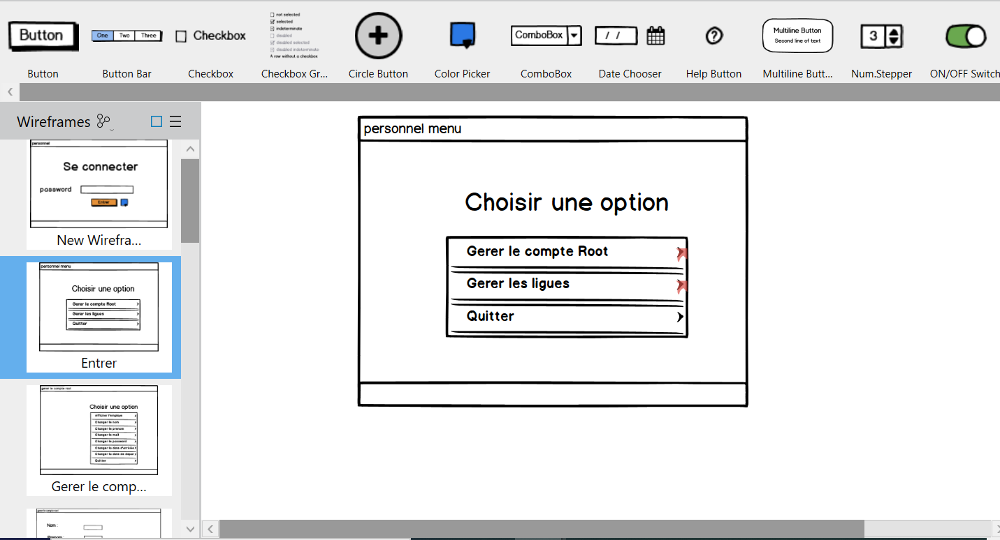 not selected
selected
indeterminate
disabled
disabled selected
disabled indeterminate
A row without a checkbox
Button
One Two Three
Checkbox
ComboBox
/ /
?
Multiline Button
Second line of text
3
Button
Button Bar
Checkbox
Checkbox Gr...
Circle Button
Color Picker
ComboBox
Date Chooser
Help Button
Multiline Butt...
Num.Stepper
ON/OFF Switch
Wireframes
personnel
Se connecter
password
Entrer
New Wirefra...
personnel menu
Choisir une option
Gerer le compte Root
Gerer les ligues
Quitter
Entrer
gerer le compte root
Choisir une option
Afficher l'employe
Changer le nom
Changer le prenom
Changer le mail
Changer le password
Changer la date d'arrivée
Changer la date de depar
Quitter
Gerer le comp...
gerer le compte root
Nom :
personnel menu
Choisir une option
Gerer le compte Root
Gerer les ligues
Quitter